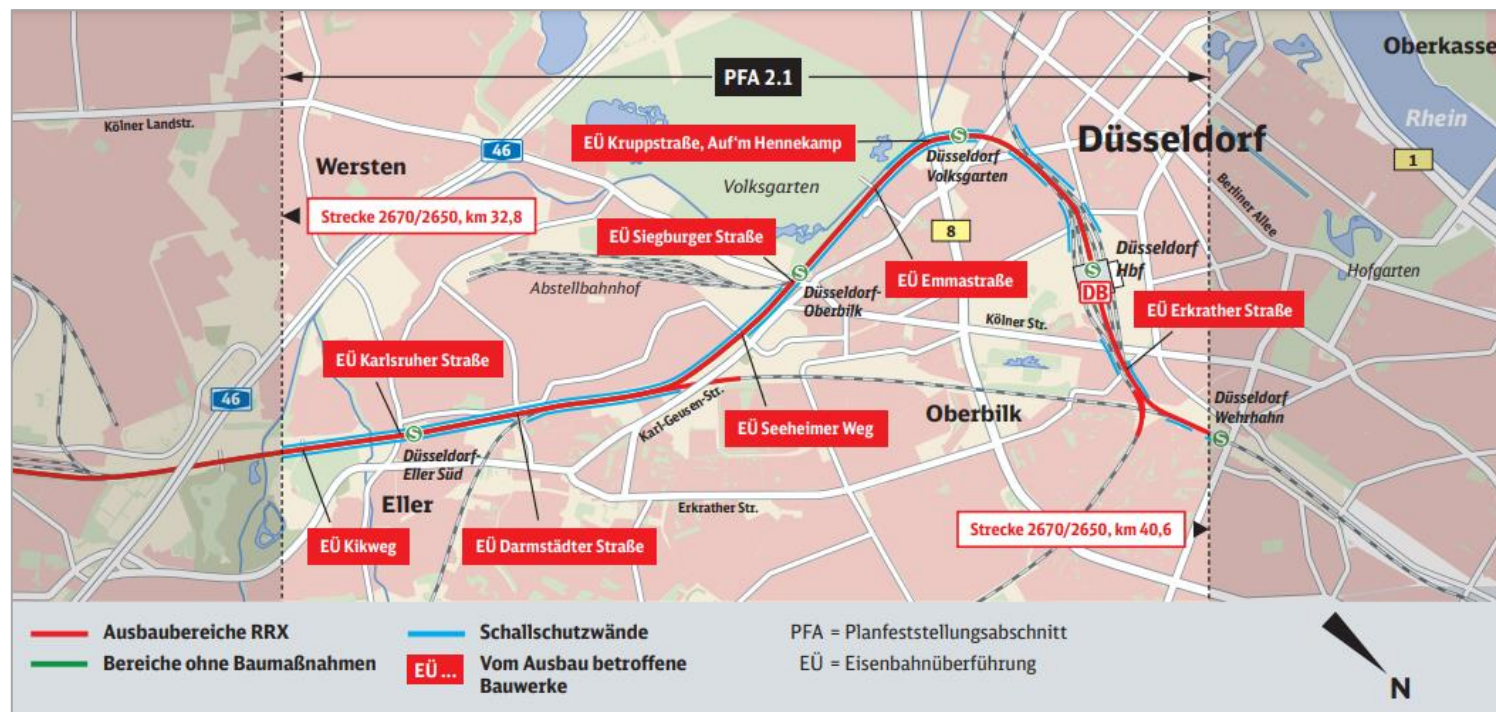 Oberkasse
PFA 2.1
Kölner Landstr.
46
EÜ Kruppstraße, Auf'm Hennekamp
Düsseldorf
Rhein
1
Wersten
Düsseldorf
Volksgarten
Volksgarten
Berliner Allee
Strecke 2670/2650, km 32,8
EÜ Siegburger Straße
8
Düsseldorf
Hbf
Hofgarten
DB
Abstellbahnhof
Düsseldorf-
Oberbilk
EÜ Emmastraße
Kölner Str.
EÜ Erkrather Straße
EÜ Karlsruher Straße
46
Karl-Geusen-Str.
EÜ Seeheimer Weg
Oberbilk
Düsseldorf
Wehrhahn
S
S
S
S
S
Düsseldorf-
Eller Süd
Eller
Erkrather Str.
EÜ Kikweg
EÜ Darmstädter Straße
Strecke 2670/2650, km 40,6
Ausbaubereiche RRX
Bereiche ohne Baumaßnahmen
Schallschutzwände
EÜ ...
Vom Ausbau betroffene
Bauwerke
PFA = Planfeststellungsabschnitt
EÜ = Eisenbahnüberführung
N